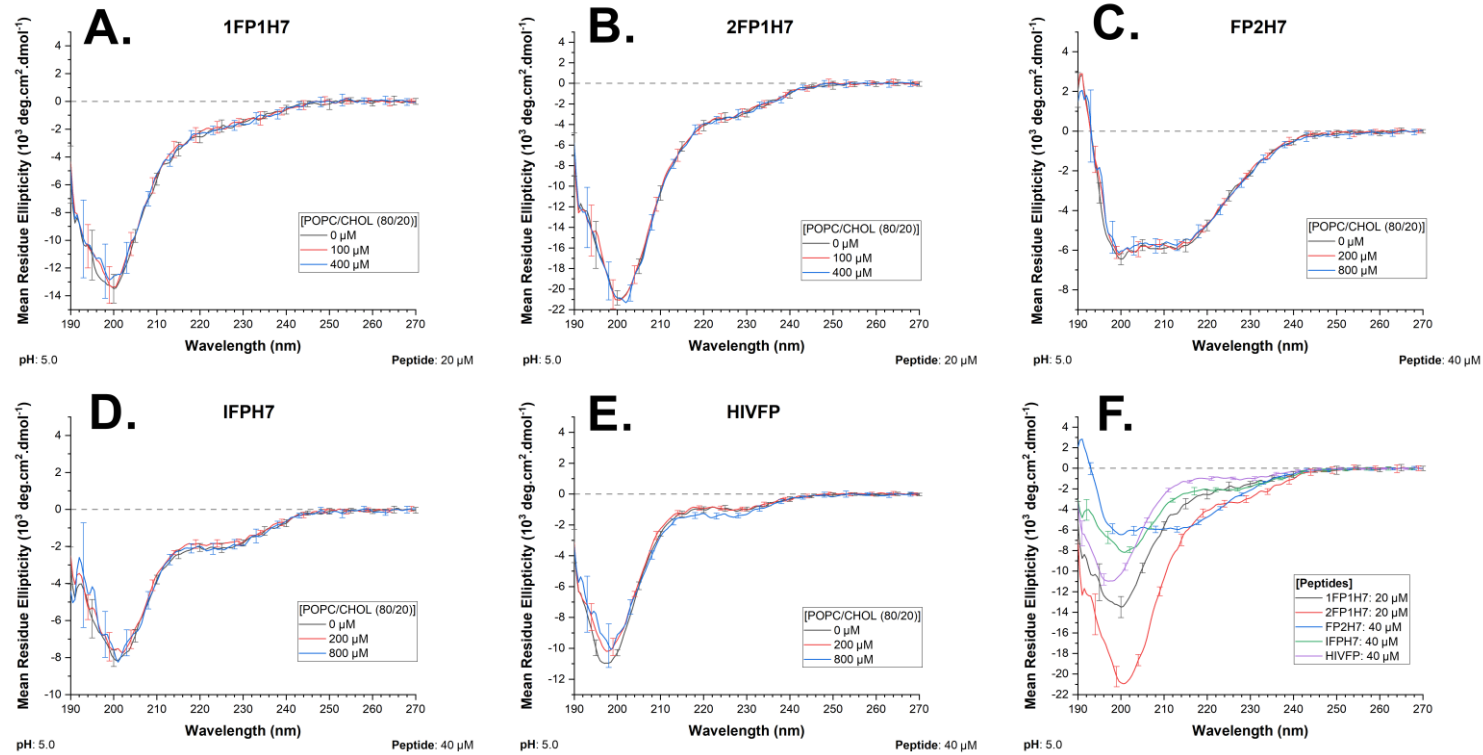 A.
1FP1H7
Mean Residue Ellipticity (10³ deg.cm².dmol⁻¹)
4
2
0
-2
-4
-6
-8
-10
-12
-14
[POPC/CHOL (80/20)]
0 µM
100 µM
400 µM
190 200 210 220 230 240 250 260 270
Wavelength (nm)
pH: 5.0
Peptide: 20 µM
B.
2FP1H7
Mean Residue Ellipticity (10³ deg.cm².dmol⁻¹)
4
2
0
-2
-4
-6
-8
-10
-12
-14
-16
-18
-20
-22
[POPC/CHOL (80/20)]
0 µM
100 µM
400 µM
190 200 210 220 230 240 250 260 270
Wavelength (nm)
pH: 5.0
Peptide: 20 µM
C.
FP2H7
Mean Residue Ellipticity (10³ deg.cm².dmol⁻¹)
4
2
0
-2
-4
-6
-8
[POPC/CHOL (80/20)]
0 µM
200 µM
800 µM
190 200 210 220 230 240 250 260 270
Wavelength (nm)
pH: 5.0
Peptide: 40 µM
D.
IFPH7
Mean Residue Ellipticity (10³ deg.cm².dmol⁻¹)
4
2
0
-2
-4
-6
-8
-10
[POPC/CHOL (80/20)]
0 µM
200 µM
800 µM
190 200 210 220 230 240 250 260 270
Wavelength (nm)
pH: 5.0
Peptide: 40 µM
E.
HIVFP
Mean Residue Ellipticity (10³ deg.cm².dmol⁻¹)
4
2
0
-2
-4
-6
-8
-10
-12
[POPC/CHOL (80/20)]
0 µM
200 µM
800 µM
190 200 210 220 230 240 250 260 270
Wavelength (nm)
pH: 5.0
Peptide: 40 µM
F.
Mean Residue Ellipticity (10³ deg.cm².dmol⁻¹)
4
2
0
-2
-4
-6
-8
-10
-12
-14
-16
-18
-20
-22
[Peptides]
1FP1H7: 20 µM
2FP1H7: 20 µM
FP2H7: 40 µM
IFPH7: 40 µM
HIVFP: 40 µM
190 200 210 220 230 240 250 260 270
Wavelength (nm)
pH: 5.0